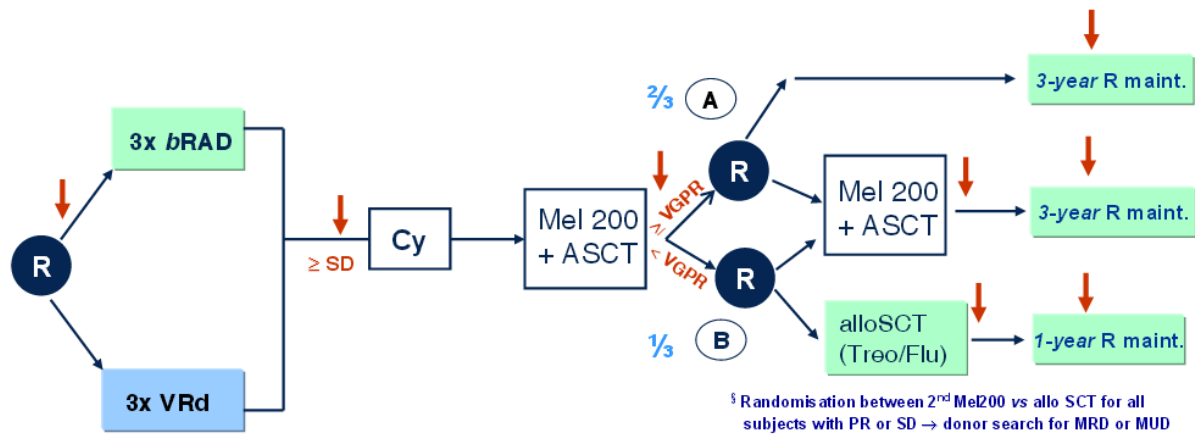 R
3x bRAD
3x VRd
≥ SD
Cy
Mel 200
+ ASCT
≥ VGPR
< VGPR
⅔
A
R
R
⅓
B
Mel 200
+ ASCT
alloSCT
(Treo/Flu)
3-year R maint.
3-year R maint.
1-year R maint.
§ Randomisation between 2nd Mel200 vs allo SCT for all
subjects with PR or SD → donor search for MRD or MUD